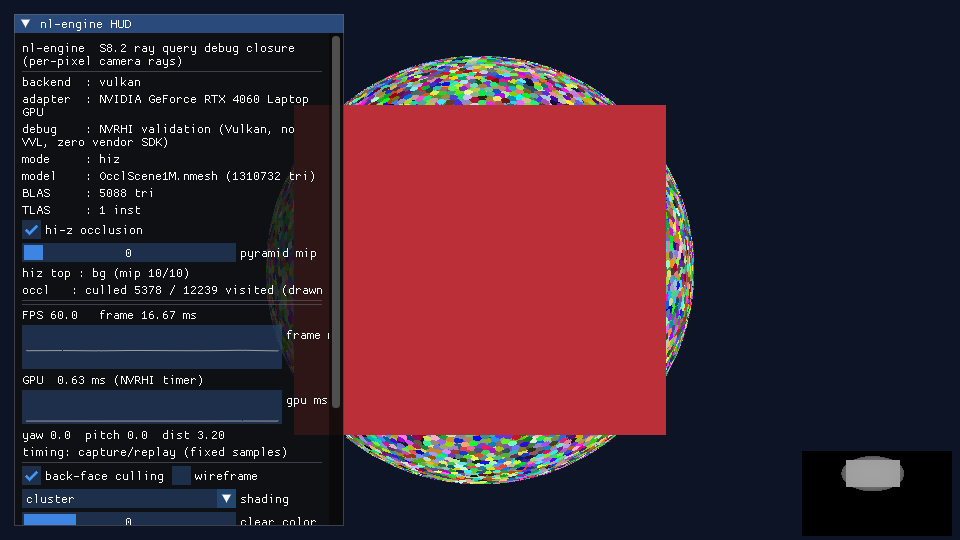 nl-engine HUD
nl-engine  S8.2 ray query debug closure
(per-pixel camera rays)
backend  : vulkan
adapter  : NVIDIA GeForce RTX 4060 Laptop
GPU
debug    : NVRHI validation (Vulkan, no
VVL, zero vendor SDK)
mode     : hiz
model    : OcclScene1M.nmesh (1310732 tri)
BLAS     : 5088 tri
TLAS     : 1 inst
hi-z occlusion
0 pyramid mip
hiz top : bg (mip 10/10)
occl   : culled 5378 / 12239 visited (drawn
FPS 60.0   frame 16.67 ms
frame
GPU  0.63 ms (NVRHI timer)
gpu ms
yaw 0.0  pitch 0.0  dist 3.20
timing: capture/replay (fixed samples)
back-face culling wireframe
cluster shading
0 clear color